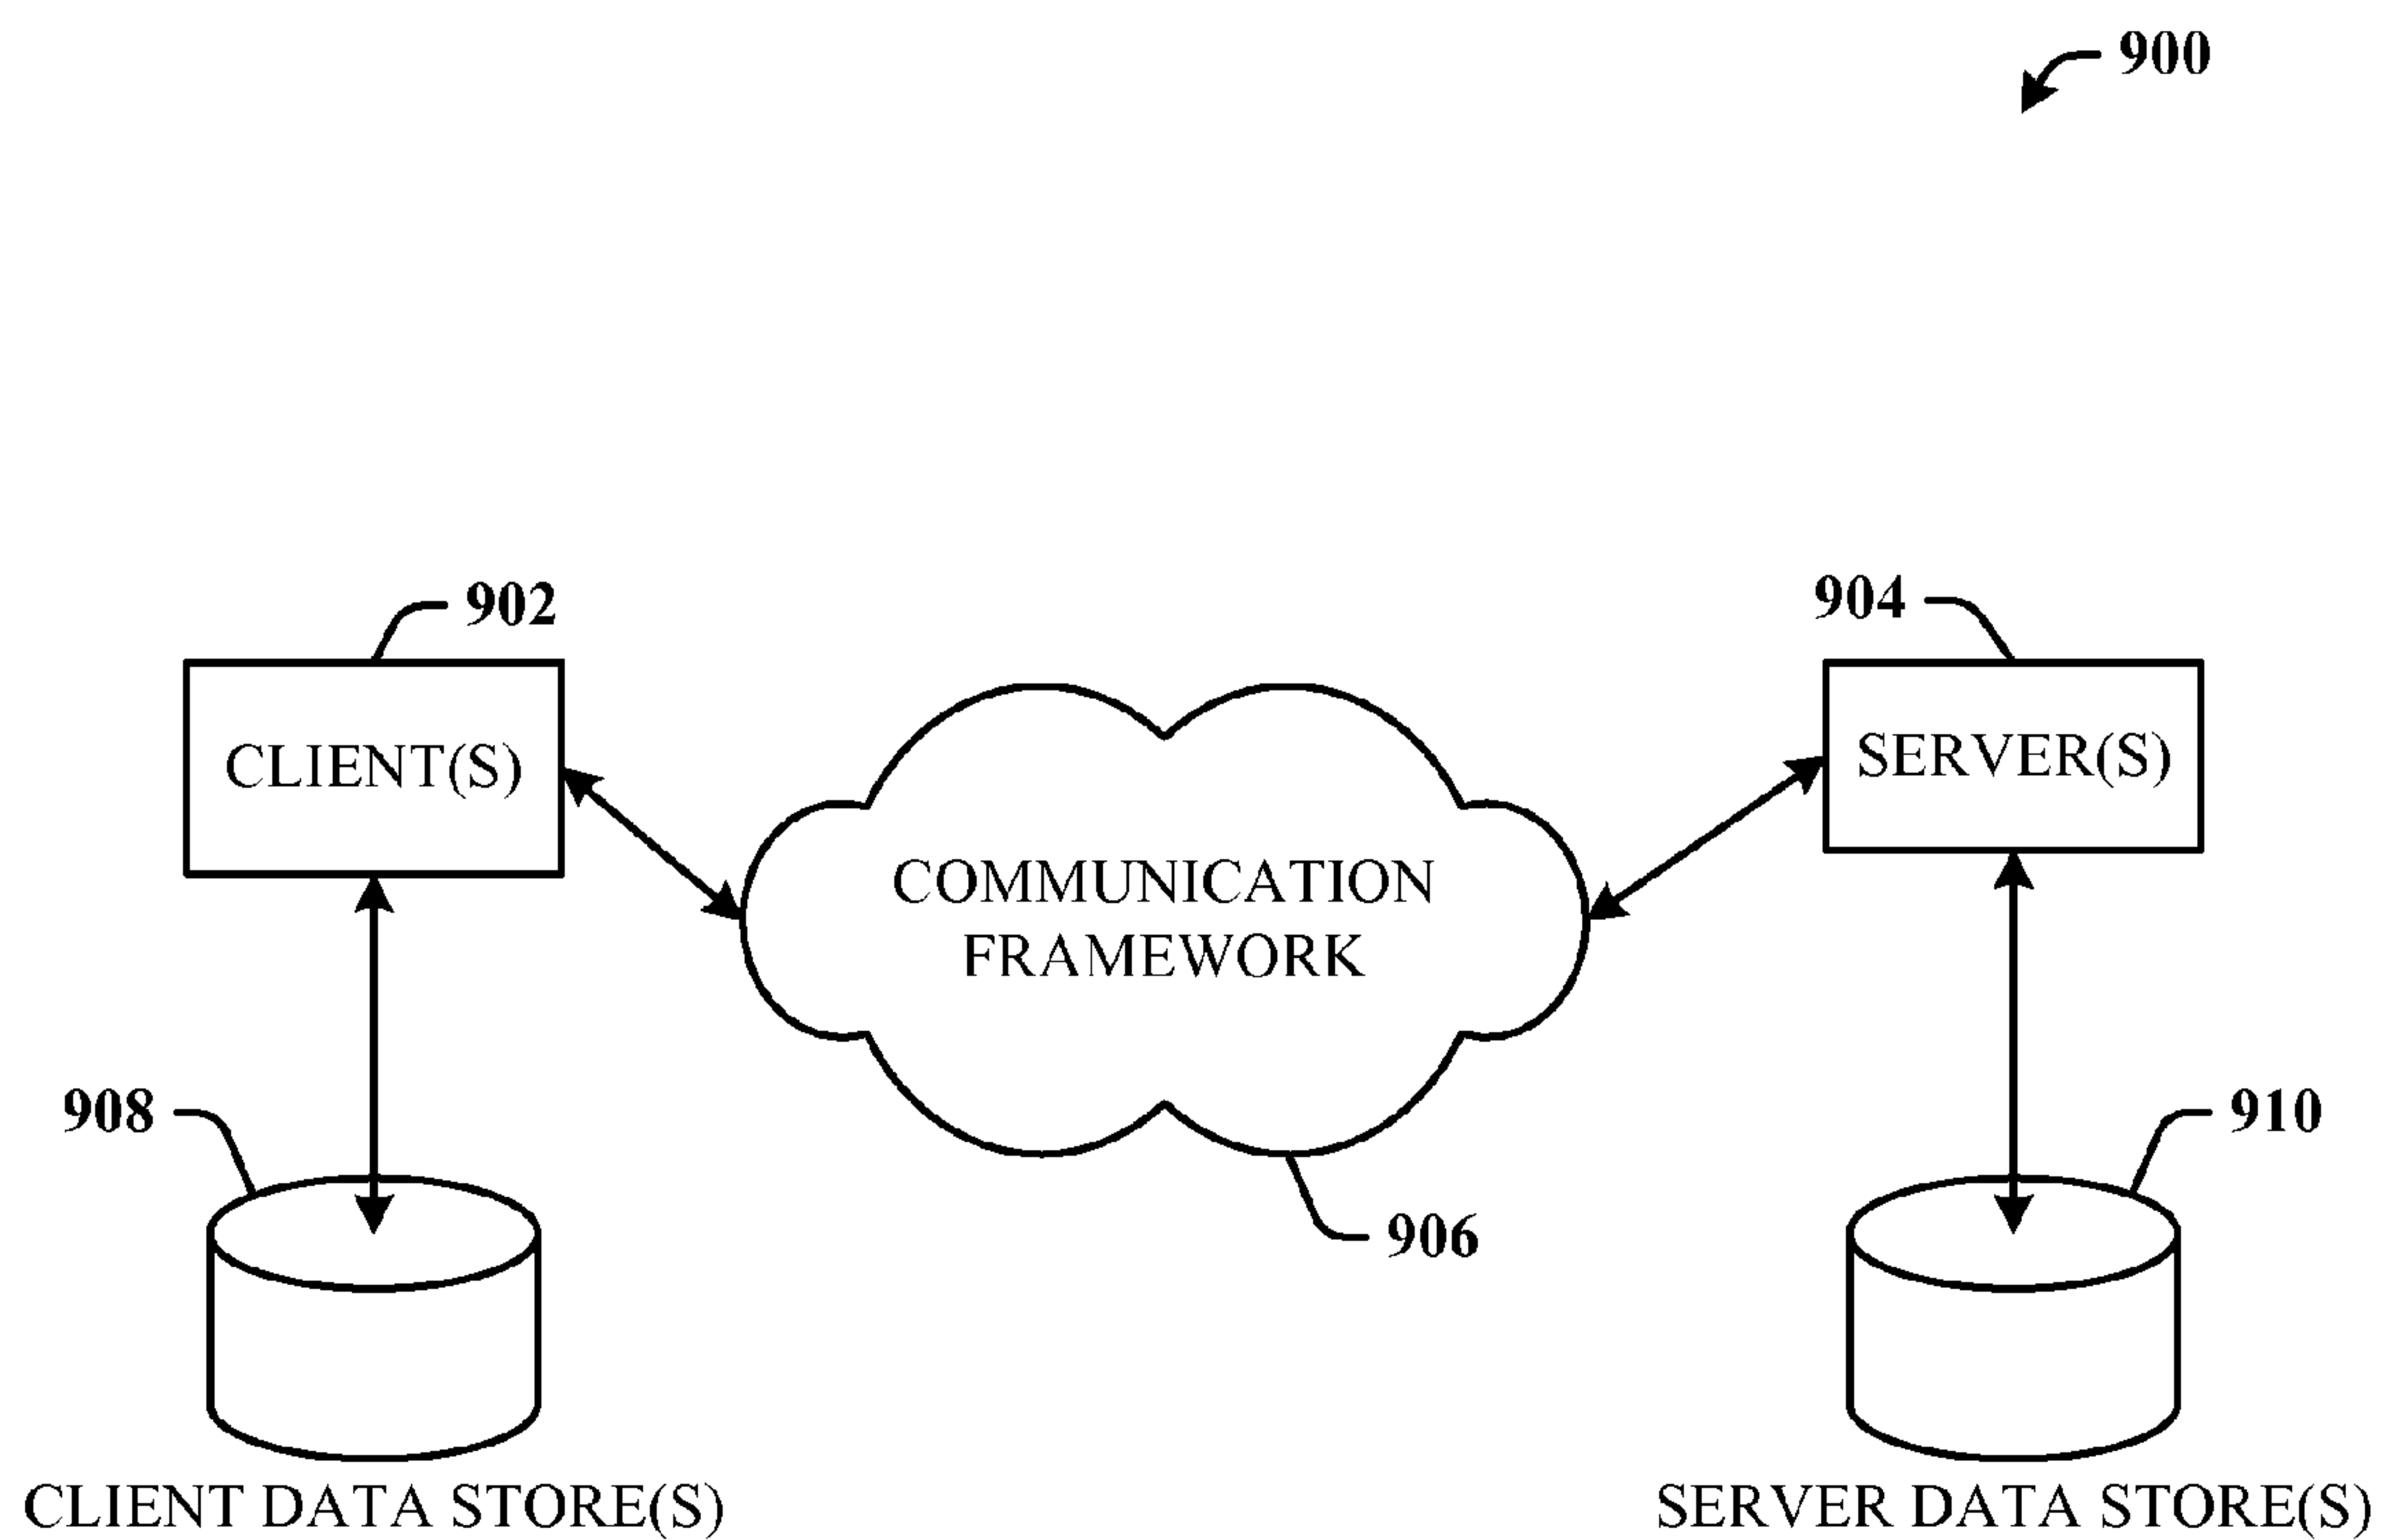 900
902
904
CLIENT(S)
SERVER(S)
COMMUNICATION
FRAMEWORK
908
910
906
CLIENT DATA STORE(S)
SERVER DATA STORE(S)